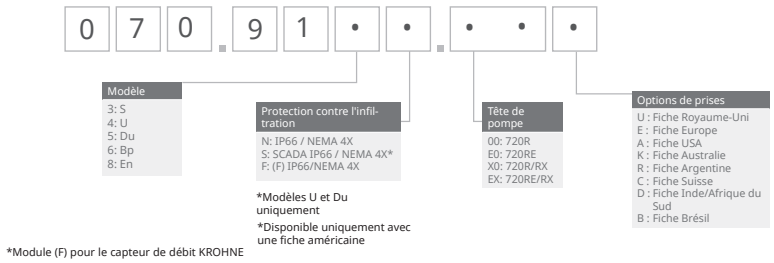 0 7 0 . 9 1 • • . • • •
Modèle
3: S
4: U
5: Du
6: Bp
8: En
Protection contre l'infil-
tration
N: IP66 / NEMA 4X
S: SCADA IP66 / NEMA 4X*
F: (F) IP66/NEMA 4X
*Modèles U et Du
uniquement
*Disponible uniquement avec
une fiche américaine
Tête de
pompe
00: 720R
E0: 720RE
X0: 720R/RX
EX: 720RE/RX
Options de prises
U : Fiche Royaume-Uni
E : Fiche Europe
A : Fiche USA
K : Fiche Australie
R : Fiche Argentine
C : Fiche Suisse
D : Fiche Inde/Afrique du
Sud
B : Fiche Brésil
*Module (F) pour le capteur de débit KROHNE